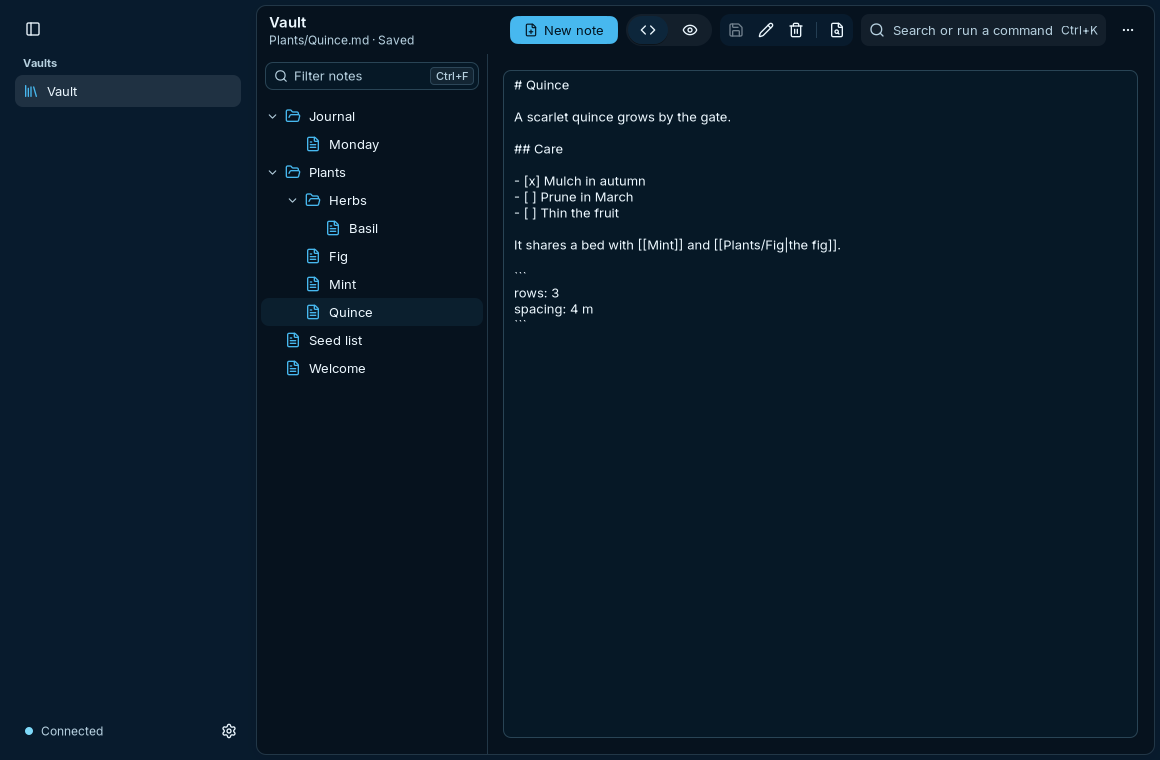 Vault
Plants/Quince.md · Saved
New note
Search or run a command Ctrl+K
Vaults
Vault
Filter notes Ctrl+F
Journal
Monday
Plants
Herbs
Basil
Fig
Mint
Quince
Seed list
Welcome
# Quince
A scarlet quince grows by the gate.
## Care
- [x] Mulch in autumn
- [ ] Prune in March
- [ ] Thin the fruit
It shares a bed with [[Mint]] and [[Plants/Fig|the fig]].
```
rows: 3
spacing: 4 m
```
Connected